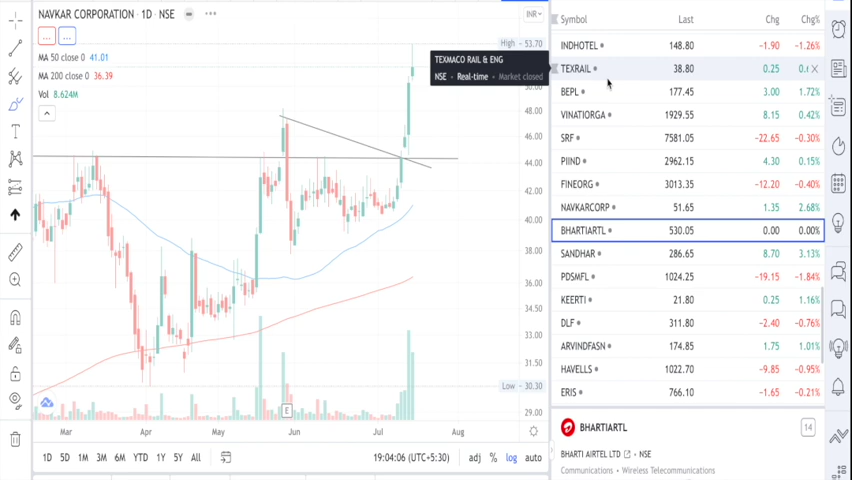 NAVKAR CORPORATION · 1D · NSE
INR
... ...
MA 50 close 0 41.01
MA 200 close 0 36.39
Vol 8.624M
High 53.70
TEXMACO RAIL & ENG
NSE • Real-time • Market closed
50.00
48.00
46.00
44.00
42.00
40.00
38.00
36.00
34.50
33.00
31.50
Low 30.30
29.00
E
Mar Apr May Jun Jul Aug
1D 5D 1M 3M 6M YTD 1Y 5Y All
19:04:06 (UTC+5:30) adj % log auto
Symbol Last Chg Chg%
INDHOTEL 148.80 −1.90 −1.26%
TEXRAIL 38.80 0.25
BEPL 177.45 3.00 1.72%
VINATIORGA 1929.55 8.15 0.42%
SRF 7581.05 −22.65 −0.30%
PIIND 2962.15 4.30 0.15%
FINEORG 3013.35 −12.20 −0.40%
NAVKARCORP 51.65 1.35 2.68%
BHARTIARTL 530.05 0.00 0.00%
SANDHAR 286.65 8.70 3.13%
PDSMFL 1024.25 −19.15 −1.84%
KEERTI 21.80 0.25 1.16%
DLF 311.80 −2.40 −0.76%
ARVINDFASN 174.85 1.75 1.01%
HAVELLS 1022.70 −9.85 −0.95%
ERIS 766.10 −1.65 −0.21%
BHARTIARTL 14
BHARTI AIRTEL LTD • NSE
Communications • Wireless Telecommunications